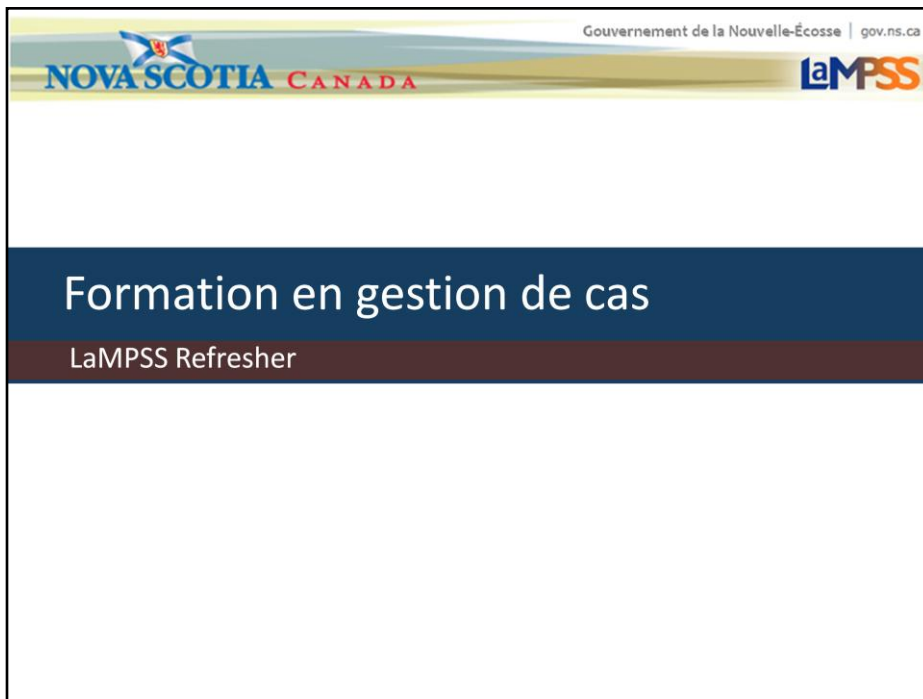 Gouvernement de la Nouvelle-Écosse | gov.ns.ca
NOVA SCOTIA CANADA
LaMPSS
Formation en gestion de cas
LaMPSS Refresher